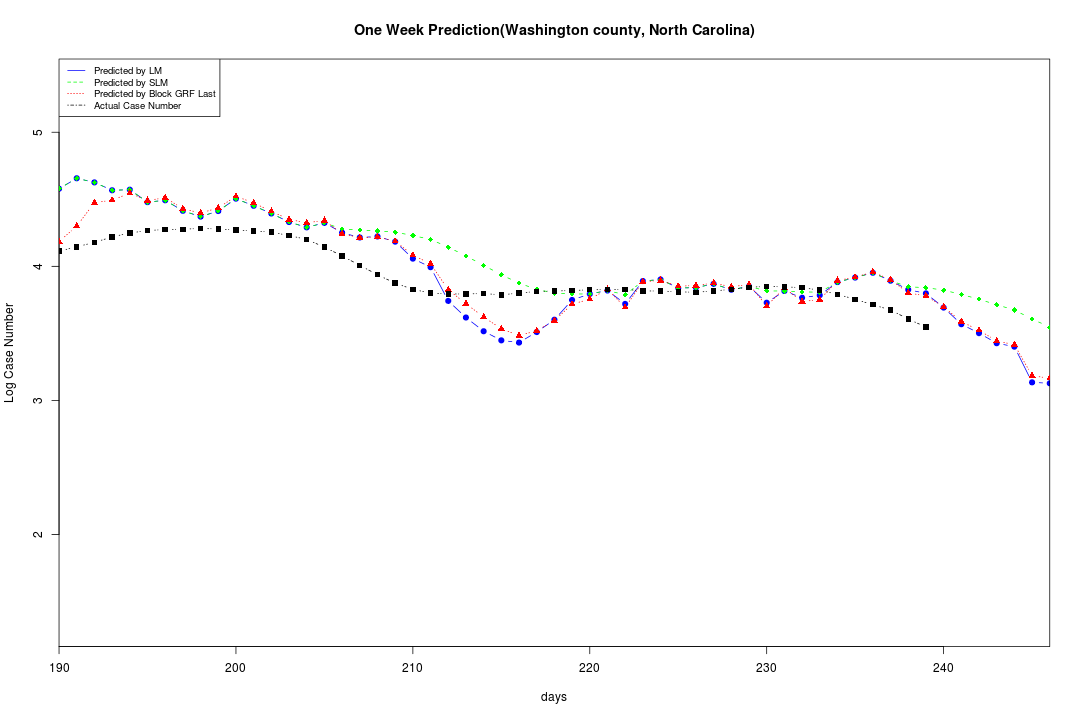 One Week Prediction(Washington county, North Carolina)
Predicted by LM
Predicted by SLM
Predicted by Block GRF Last
Actual Case Number
5
4
3
2
Log Case Number
190 200 210 220 230 240
days